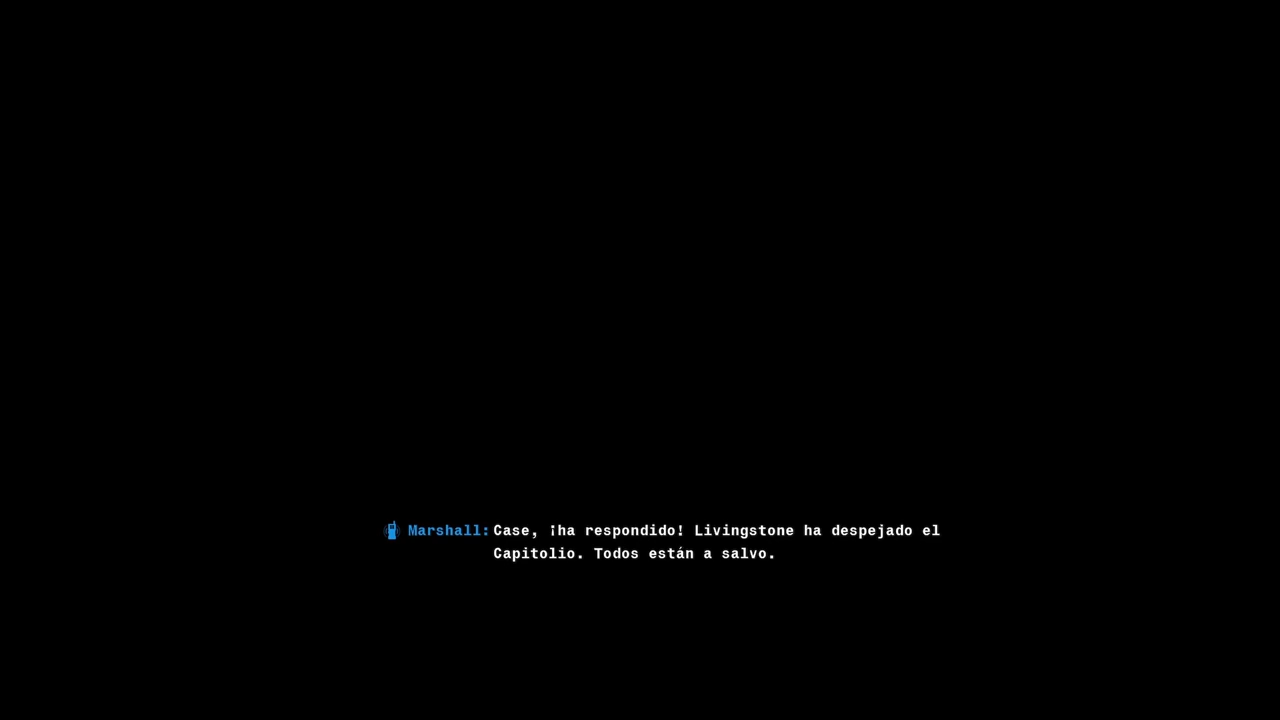 Marshall: Case, ¡ha respondido! Livingstone ha despejado el
Capitolio. Todos están a salvo.